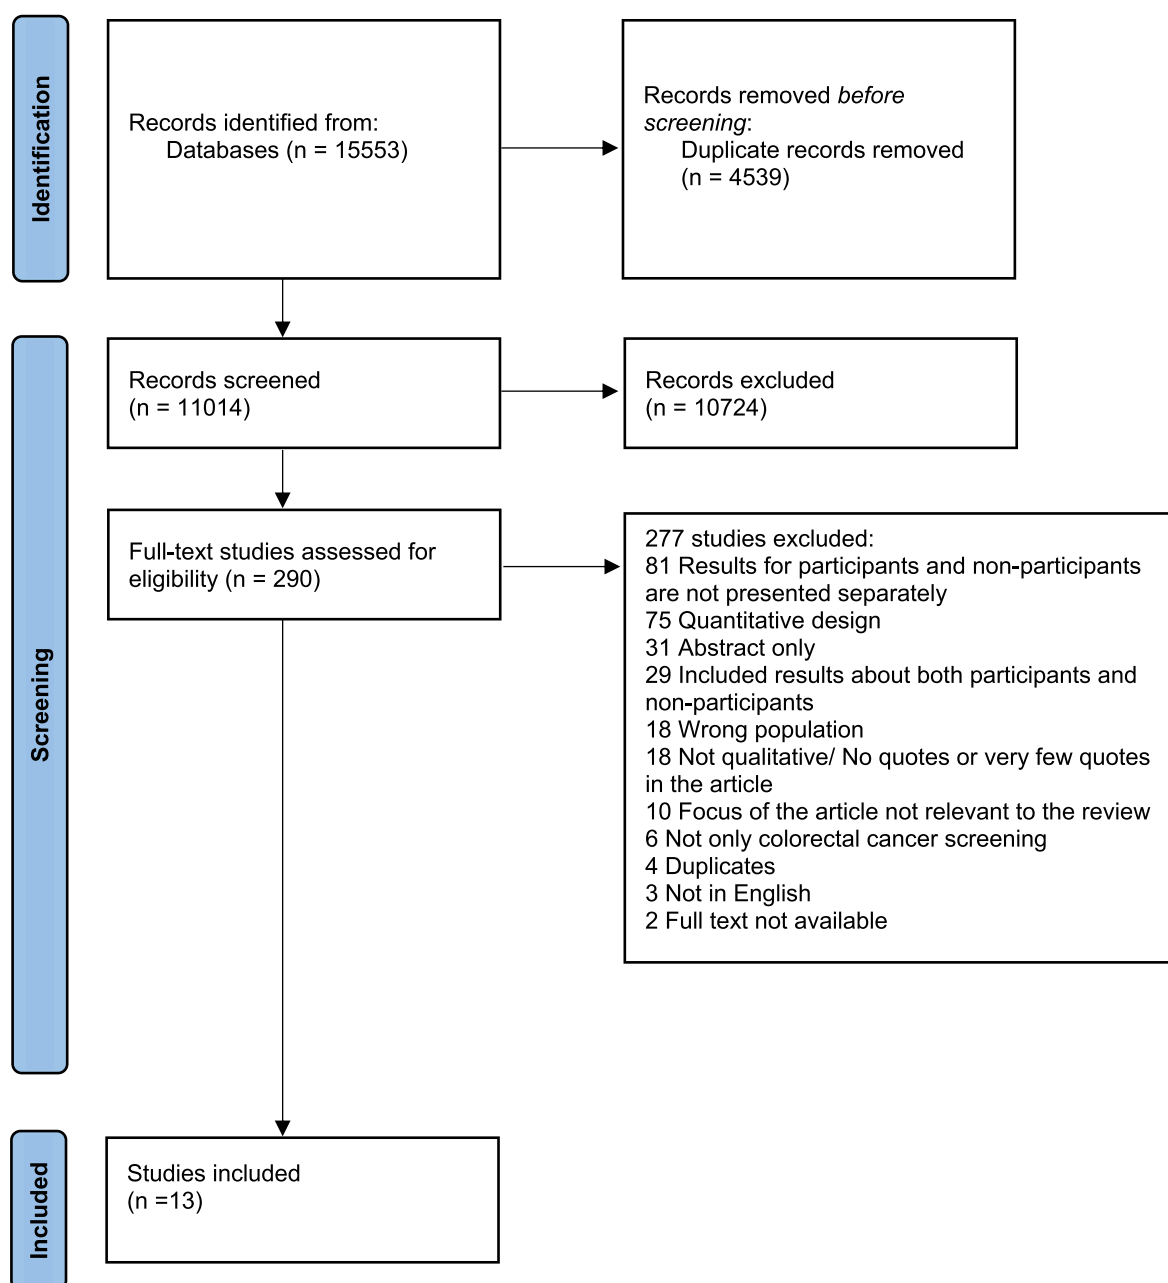 Identification
Records identified from:
Databases (n = 15553)
Records removed before
screening:
Duplicate records removed
(n = 4539)
Screening
Records screened
(n = 11014)
Records excluded
(n = 10724)
Full-text studies assessed for
eligibility (n = 290)
277 studies excluded:
81 Results for participants and non-participants
are not presented separately
75 Quantitative design
31 Abstract only
29 Included results about both participants and
non-participants
18 Wrong population
18 Not qualitative/ No quotes or very few quotes
in the article
10 Focus of the article not relevant to the review
6 Not only colorectal cancer screening
4 Duplicates
3 Not in English
2 Full text not available
Included
Studies included
(n =13)